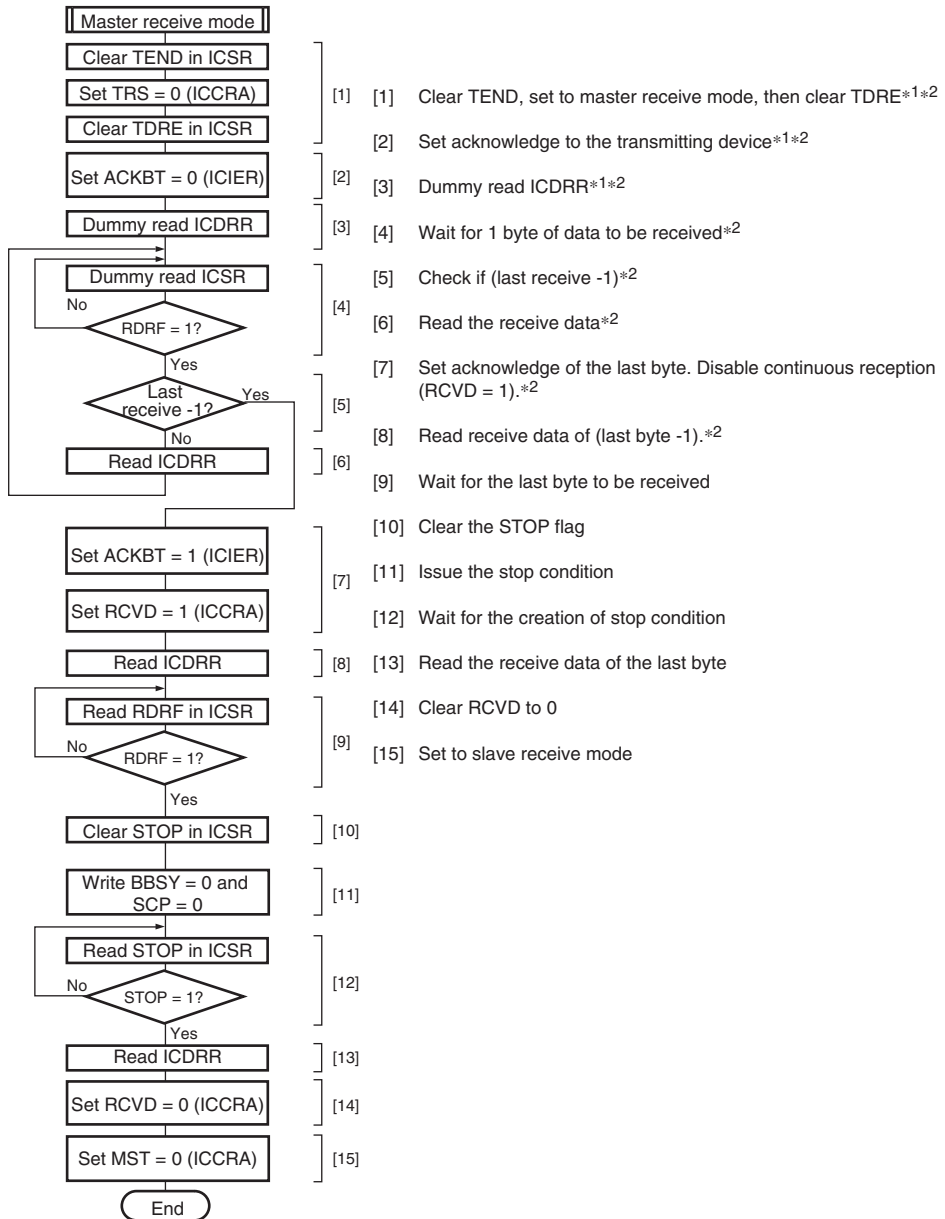 Master receive mode
Clear TEND in ICSR
Set TRS = 0 (ICCRA)
Clear TDRE in ICSR
[1]
Set ACKBT = 0 (ICIER)
[2]
Dummy read ICDRR
[3]
Dummy read ICSR
No
RDRF = 1?
[4]
Yes
Last
receive -1?
Yes
[5]
No
Read ICDRR
[6]
Set ACKBT = 1 (ICIER)
[7]
Set RCVD = 1 (ICCRA)
Read ICDRR
[8]
Read RDRF in ICSR
No
RDRF = 1?
[9]
Yes
Clear STOP in ICSR
[10]
Write BBSY = 0 and
SCP = 0
[11]
Read STOP in ICSR
No
STOP = 1?
[12]
Yes
Read ICDRR
[13]
Set RCVD = 0 (ICCRA)
[14]
Set MST = 0 (ICCRA)
[15]
End
[1] Clear TEND, set to master receive mode, then clear TDRE*1*2
[2] Set acknowledge to the transmitting device*1*2
[3] Dummy read ICDRR*1*2
[4] Wait for 1 byte of data to be received*2
[5] Check if (last receive -1)*2
[6] Read the receive data*2
[7] Set acknowledge of the last byte. Disable continuous reception
(RCVD = 1).*2
[8] Read receive data of (last byte -1).*2
[9] Wait for the last byte to be received
[10] Clear the STOP flag
[11] Issue the stop condition
[12] Wait for the creation of stop condition
[13] Read the receive data of the last byte
[14] Clear RCVD to 0
[15] Set to slave receive mode